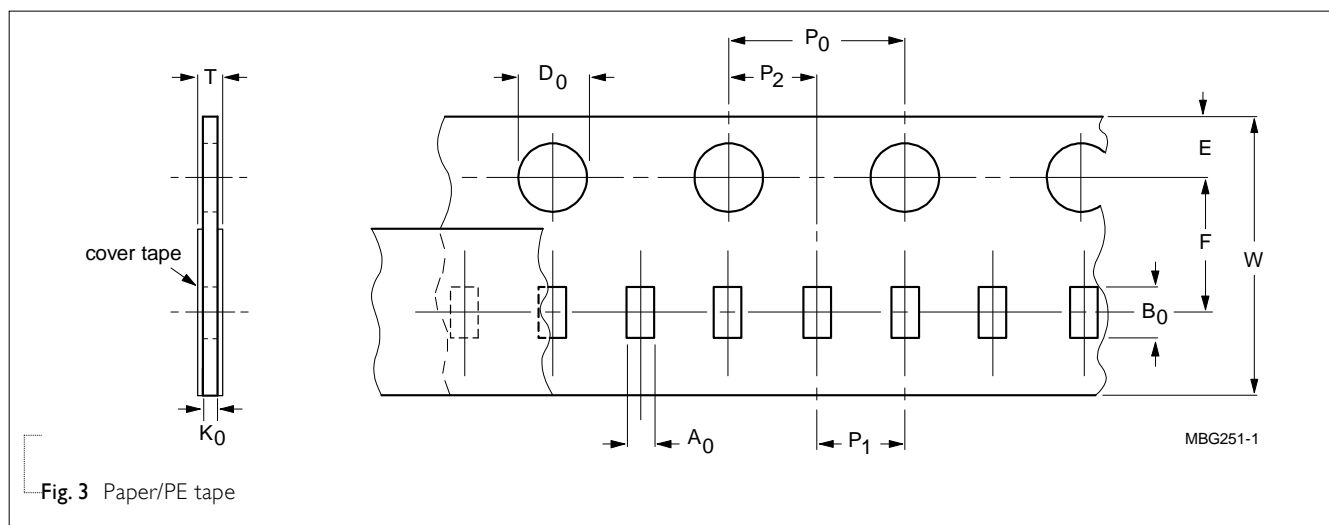 P0
T
D0
P2
E
cover tape
F
W
B0
K0
A0
P1
MBG251-1
Fig. 3 Paper/PE tape